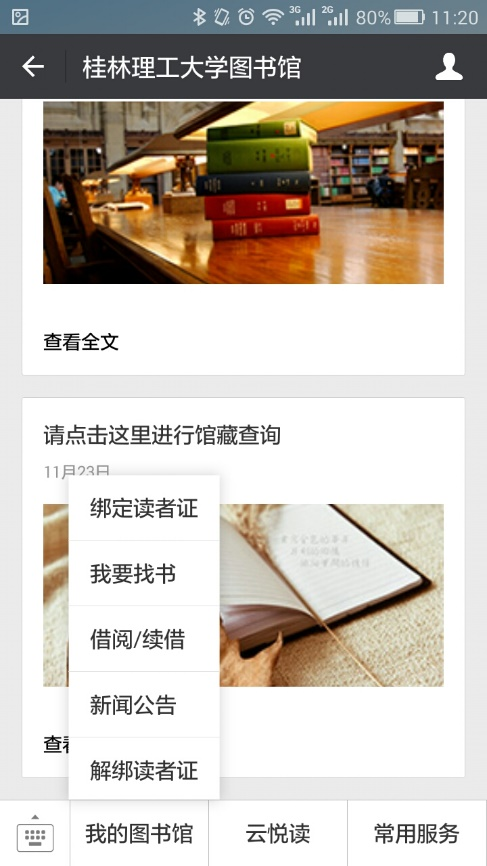 3G 2G 80% 11:20
桂林理工大学图书馆
查看全文
请点击这里进行馆藏查询
11月23日
绑定读者证
我要找书
借阅/续借
新闻公告
解绑读者证
我的图书馆 云悦读 常用服务